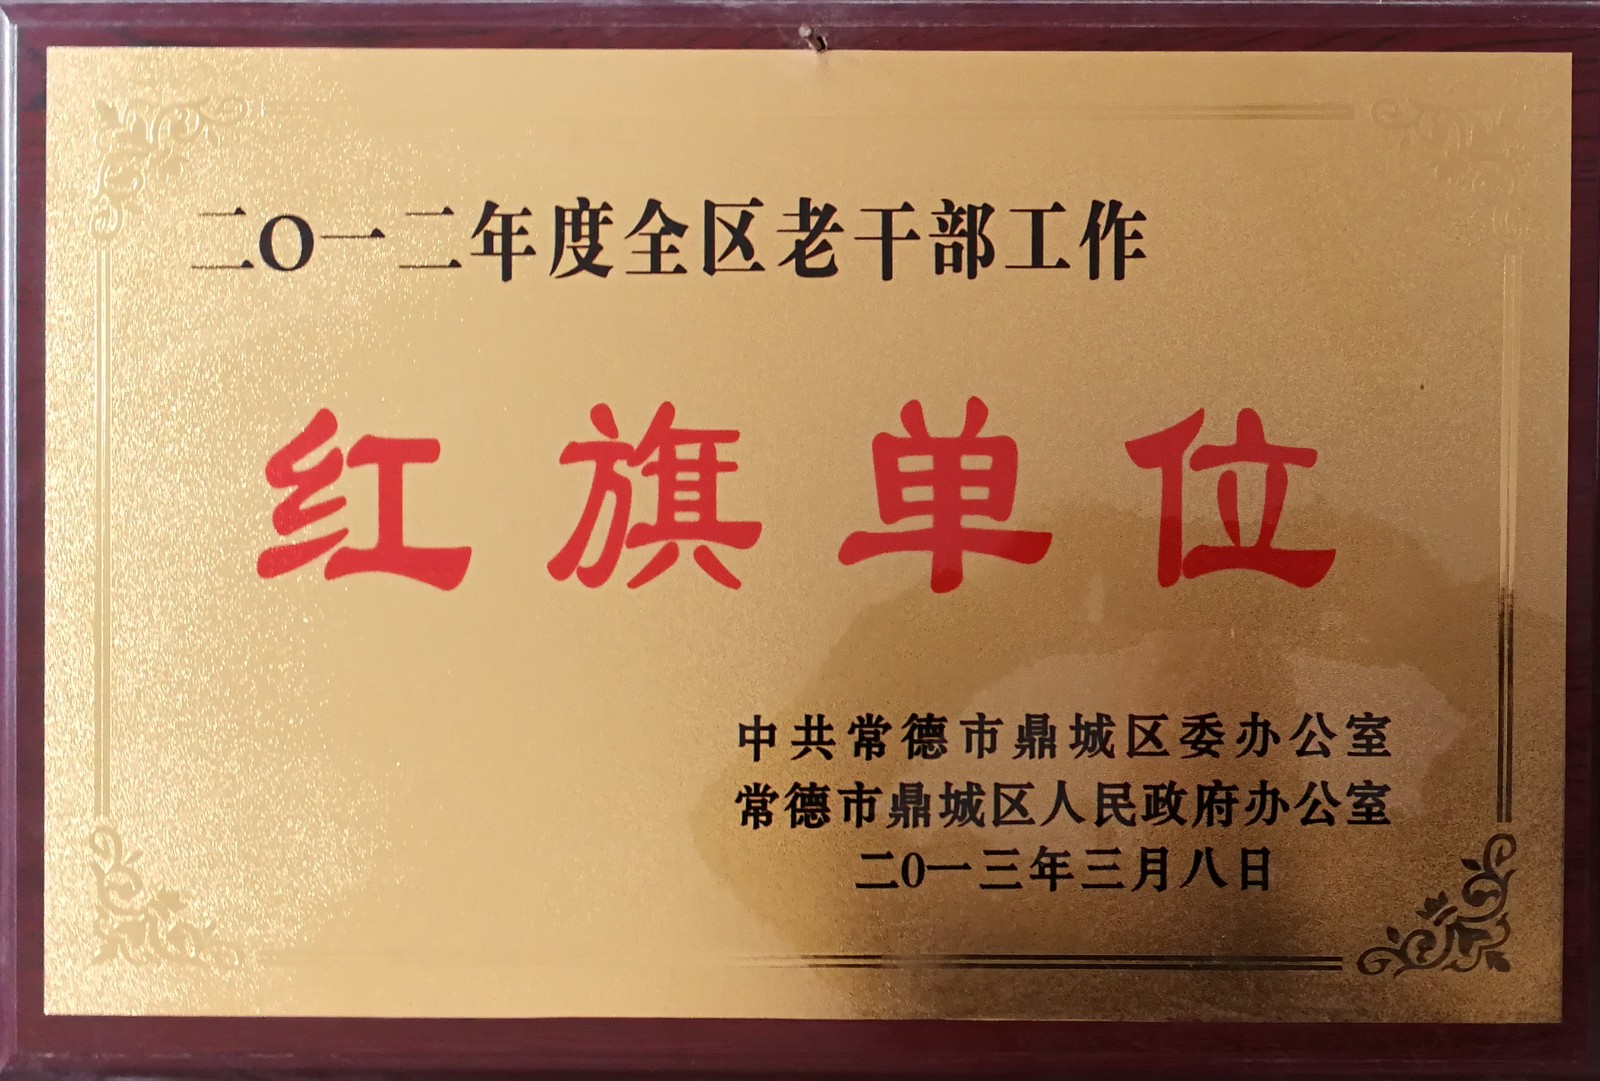 二〇一二年度全区老干部工作
红旗单位
中共常德市鼎城区委办公室
常德市鼎城区人民政府办公室
二〇一三年三月八日